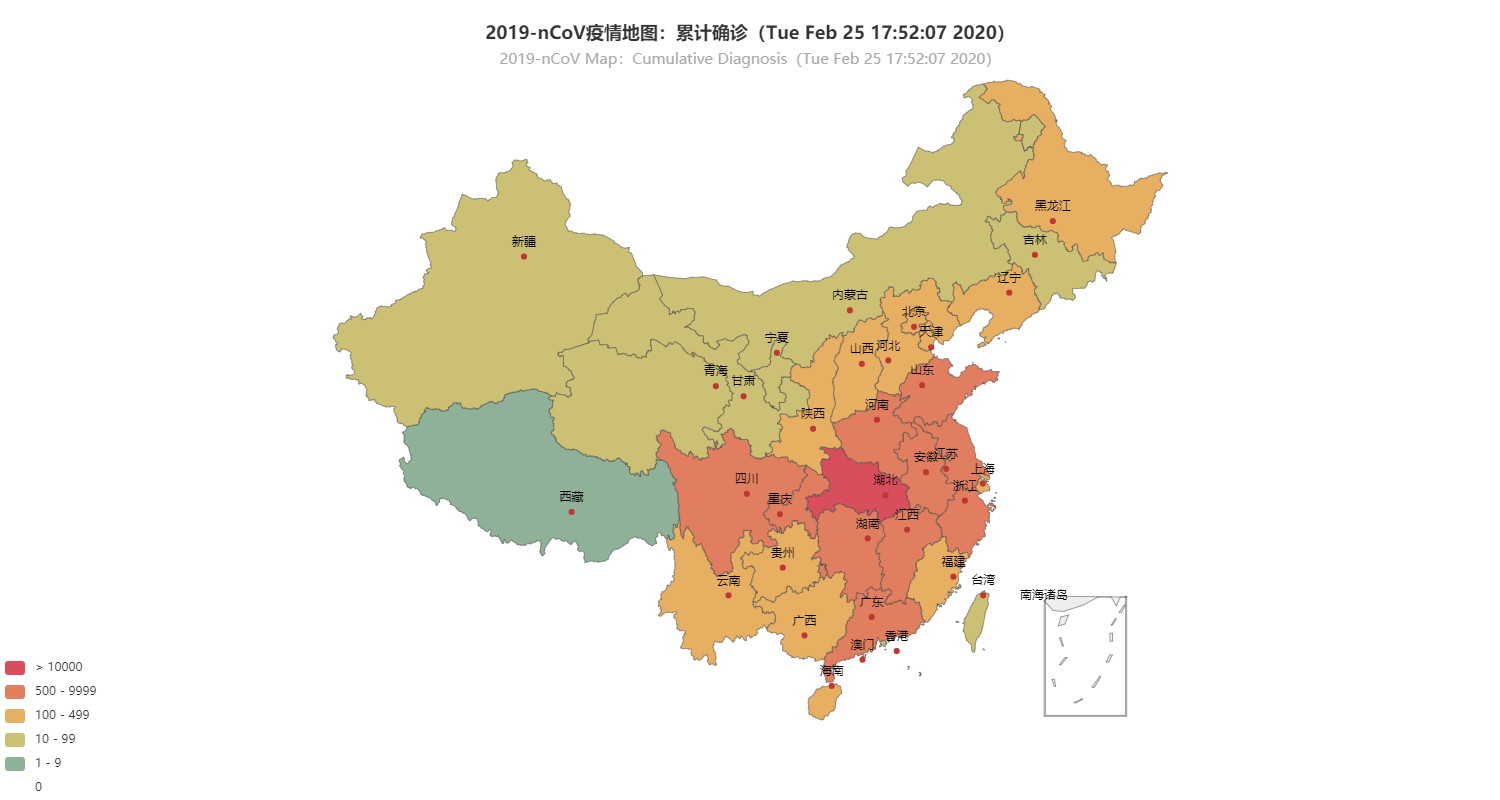 2019-nCoV疫情地图：累计确诊（Tue Feb 25 17:52:07 2020）
2019-nCoV Map：Cumulative Diagnosis（Tue Feb 25 17:52:07 2020）
黑龙江
吉林
新疆
辽宁
内蒙古
北京
天津
宁夏
山西
河北
青海
甘肃
山东
河南
陕西
安徽
江苏
上海
四川
湖北
浙江
西藏
重庆
江西
湖南
贵州
福建
云南
台湾
南海诸岛
广东
广西
香港
澳门
海南
> 10000
500 - 9999
100 - 499
10 - 99
1 - 9
0